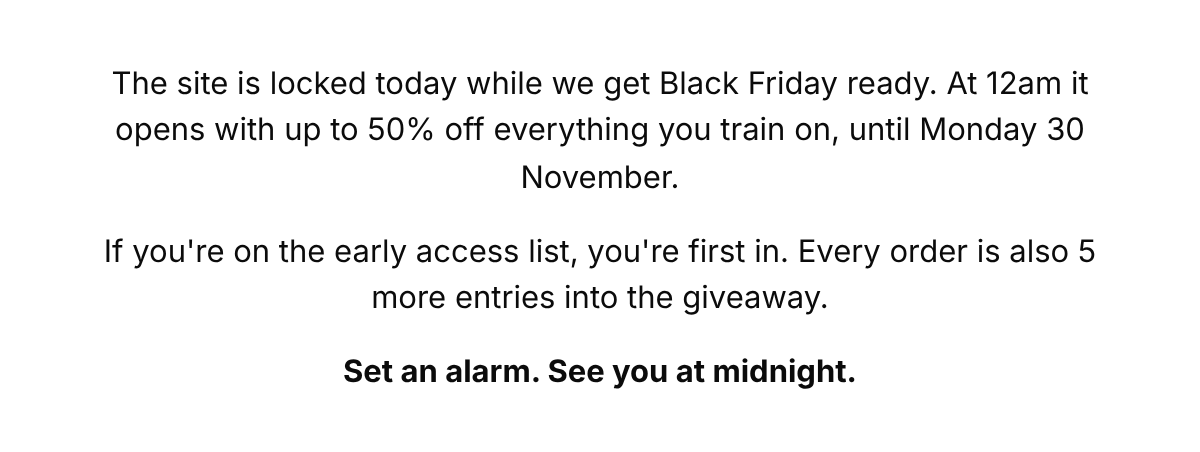 The site is locked today while we get Black Friday ready. At 12am it
opens with up to 50% off everything you train on, until Monday 30
November.
If you're on the early access list, you're first in. Every order is also 5
more entries into the giveaway.
Set an alarm. See you at midnight.